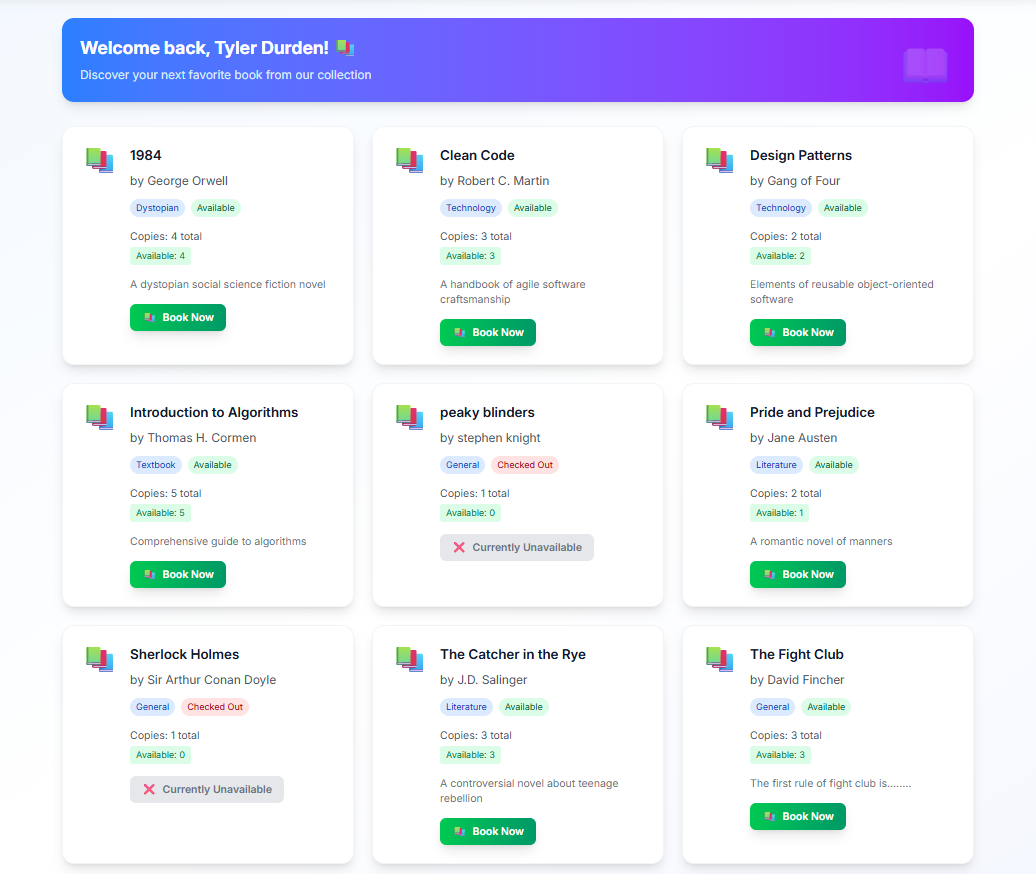 Welcome back, Tyler Durden!
Discover your next favorite book from our collection
1984
by George Orwell
Dystopian
Available
Copies: 4 total
Available: 4
A dystopian social science fiction novel
Book Now
Clean Code
by Robert C. Martin
Technology
Available
Copies: 3 total
Available: 3
A handbook of agile software
craftsmanship
Book Now
Design Patterns
by Gang of Four
Technology
Available
Copies: 2 total
Available: 2
Elements of reusable object-oriented
software
Book Now
Introduction to Algorithms
by Thomas H. Cormen
Textbook
Available
Copies: 5 total
Available: 5
Comprehensive guide to algorithms
Book Now
peaky blinders
by stephen knight
General
Checked Out
Copies: 1 total
Available: 0
Currently Unavailable
Pride and Prejudice
by Jane Austen
Literature
Available
Copies: 2 total
Available: 1
A romantic novel of manners
Book Now
Sherlock Holmes
by Sir Arthur Conan Doyle
General
Checked Out
Copies: 1 total
Available: 0
Currently Unavailable
The Catcher in the Rye
by J.D. Salinger
Literature
Available
Copies: 3 total
Available: 3
A controversial novel about teenage
rebellion
Book Now
The Fight Club
by David Fincher
General
Available
Copies: 3 total
Available: 3
The first rule of fight club is........
Book Now